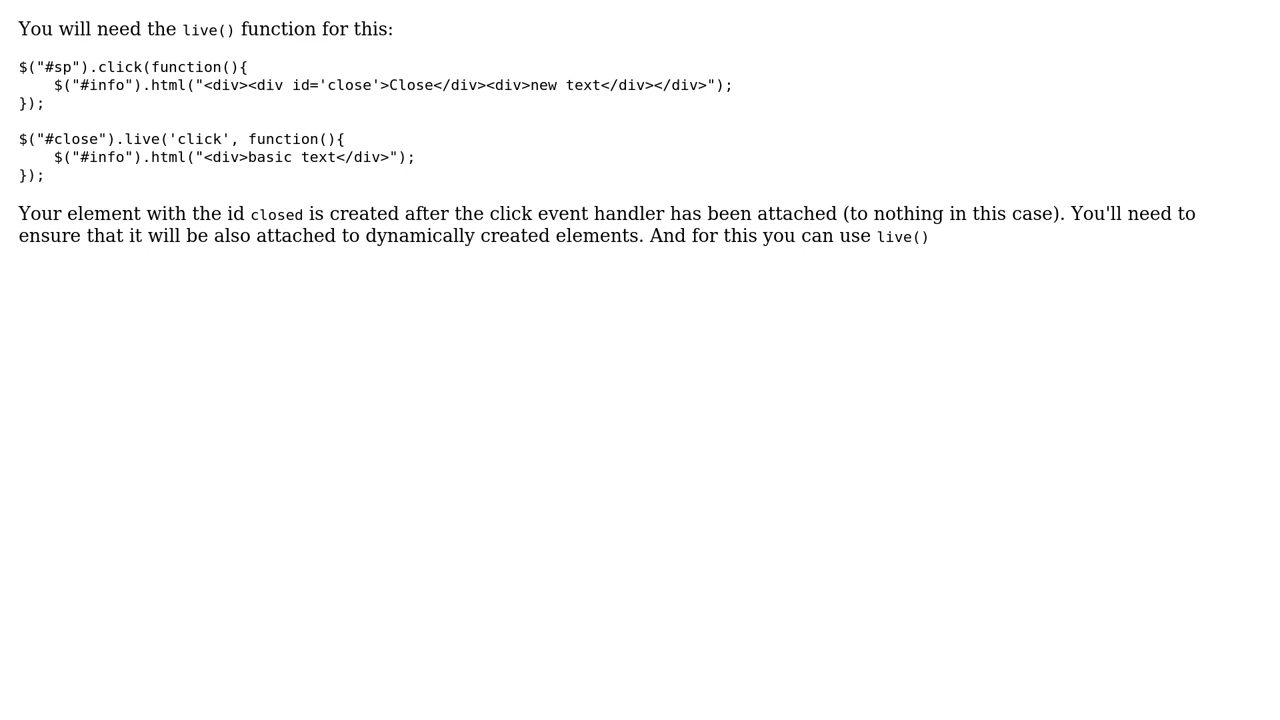 You will need the live() function for this:
$("#sp").click(function(){
    $("#info").html("<div><div id='close'>Close</div><div>new text</div></div>");
});
$("#close").live('click', function(){
    $("#info").html("<div>basic text</div>");
});
Your element with the id closed is created after the click event handler has been attached (to nothing in this case). You'll need to
ensure that it will be also attached to dynamically created elements. And for this you can use live()